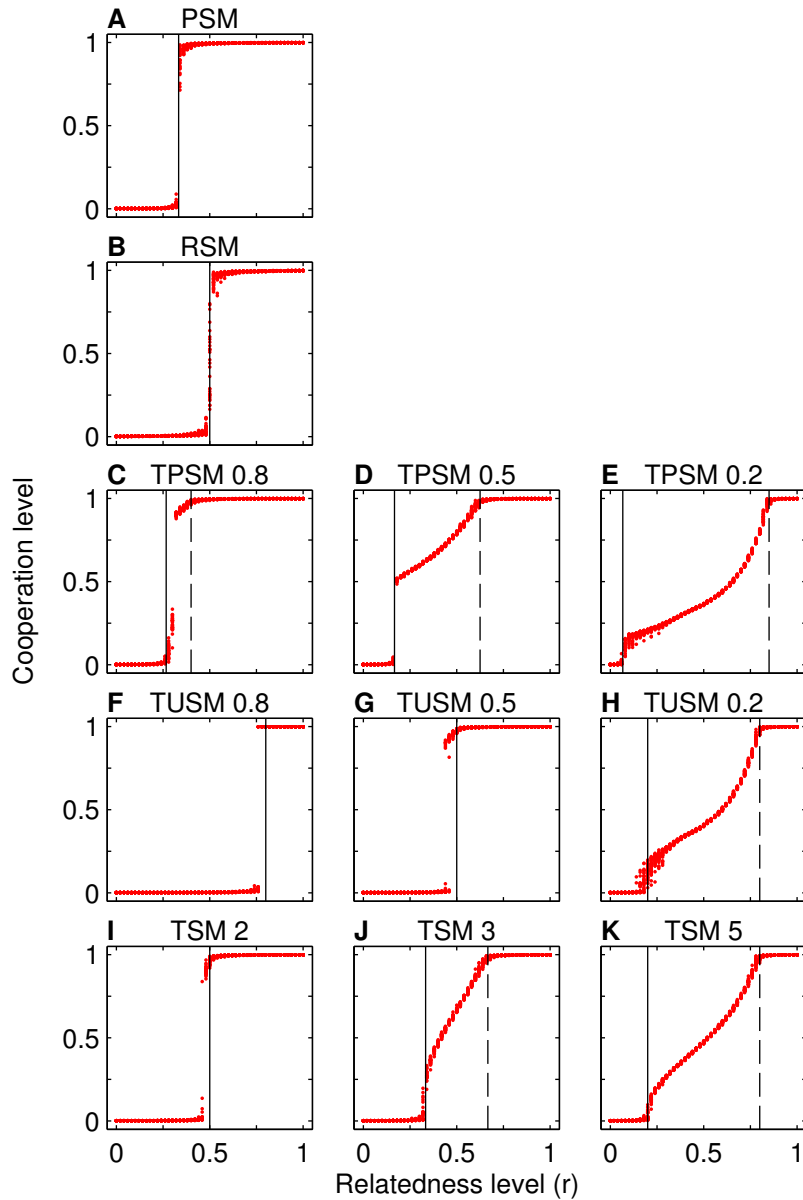 A PSM
1
0.5
0
B RSM
1
0.5
0
C TPSM 0.8 D TPSM 0.5 E TPSM 0.2
1
0.5
0
Cooperation level
F TUSM 0.8 G TUSM 0.5 H TUSM 0.2
1
0.5
0
I TSM 2 J TSM 3 K TSM 5
1
0.5
0
0 0.5 1 0 0.5 1 0 0.5 1
Relatedness level (r)